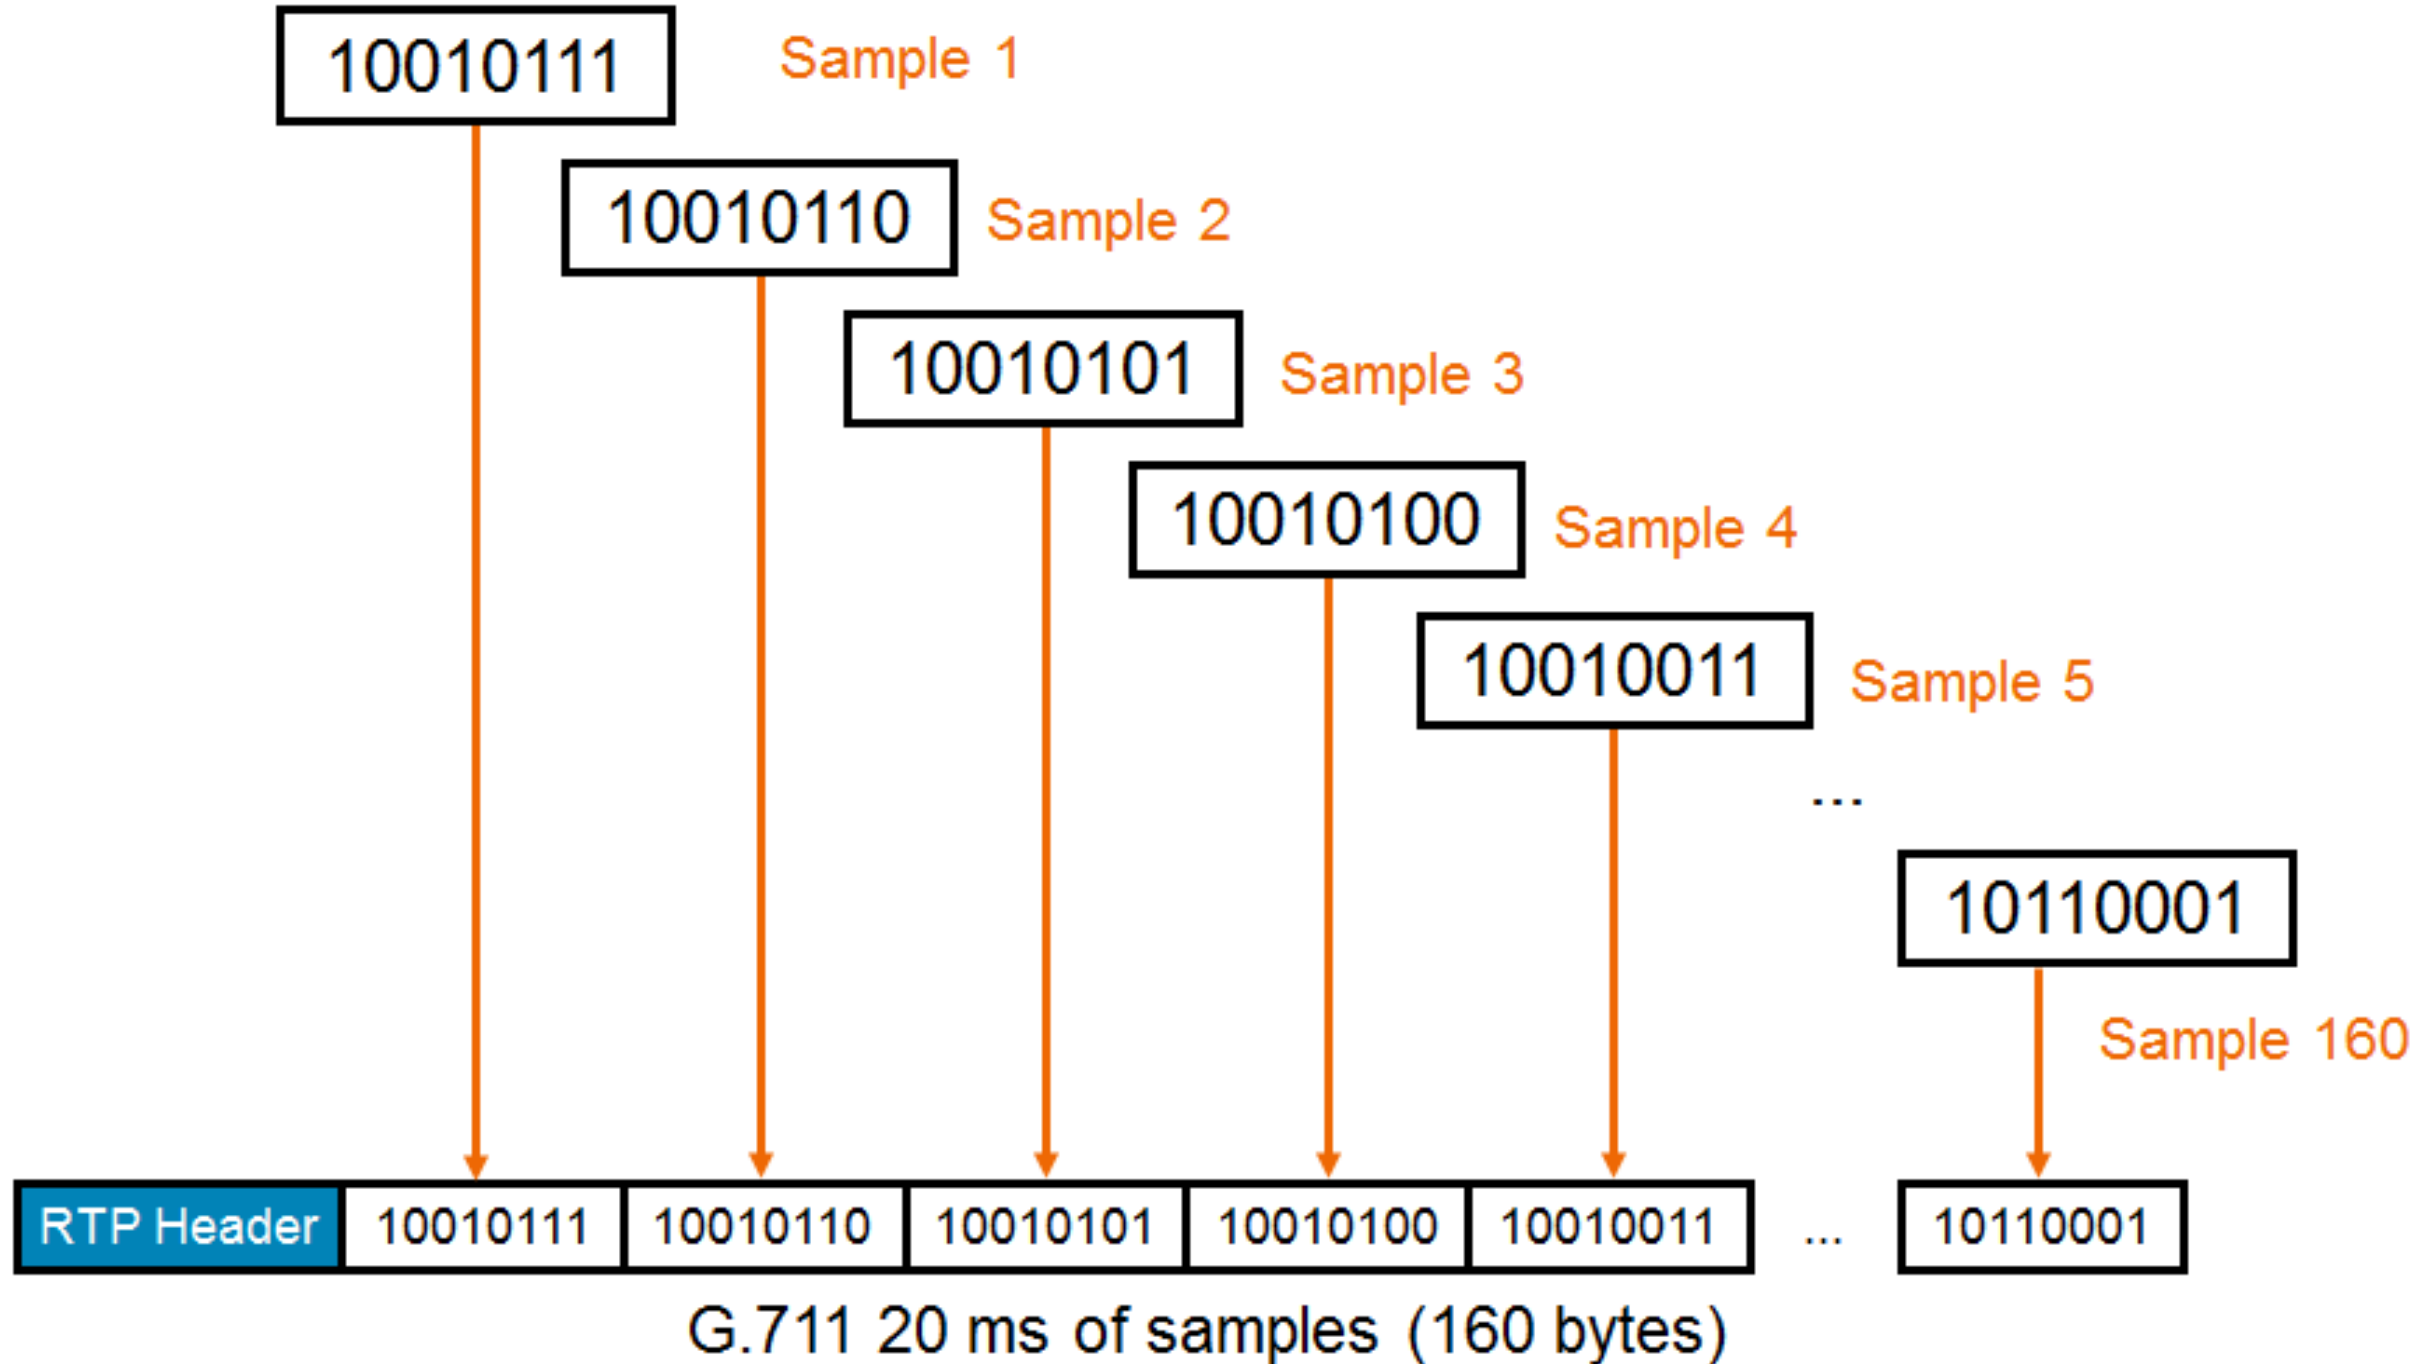 10010111 Sample 1
10010110 Sample 2
10010101 Sample 3
10010100 Sample 4
10010011 Sample 5
...
10110001
Sample 160
RTP Header 10010111 10010110 10010101 10010100 10010011 ... 10110001
G.711 20 ms of samples (160 bytes)